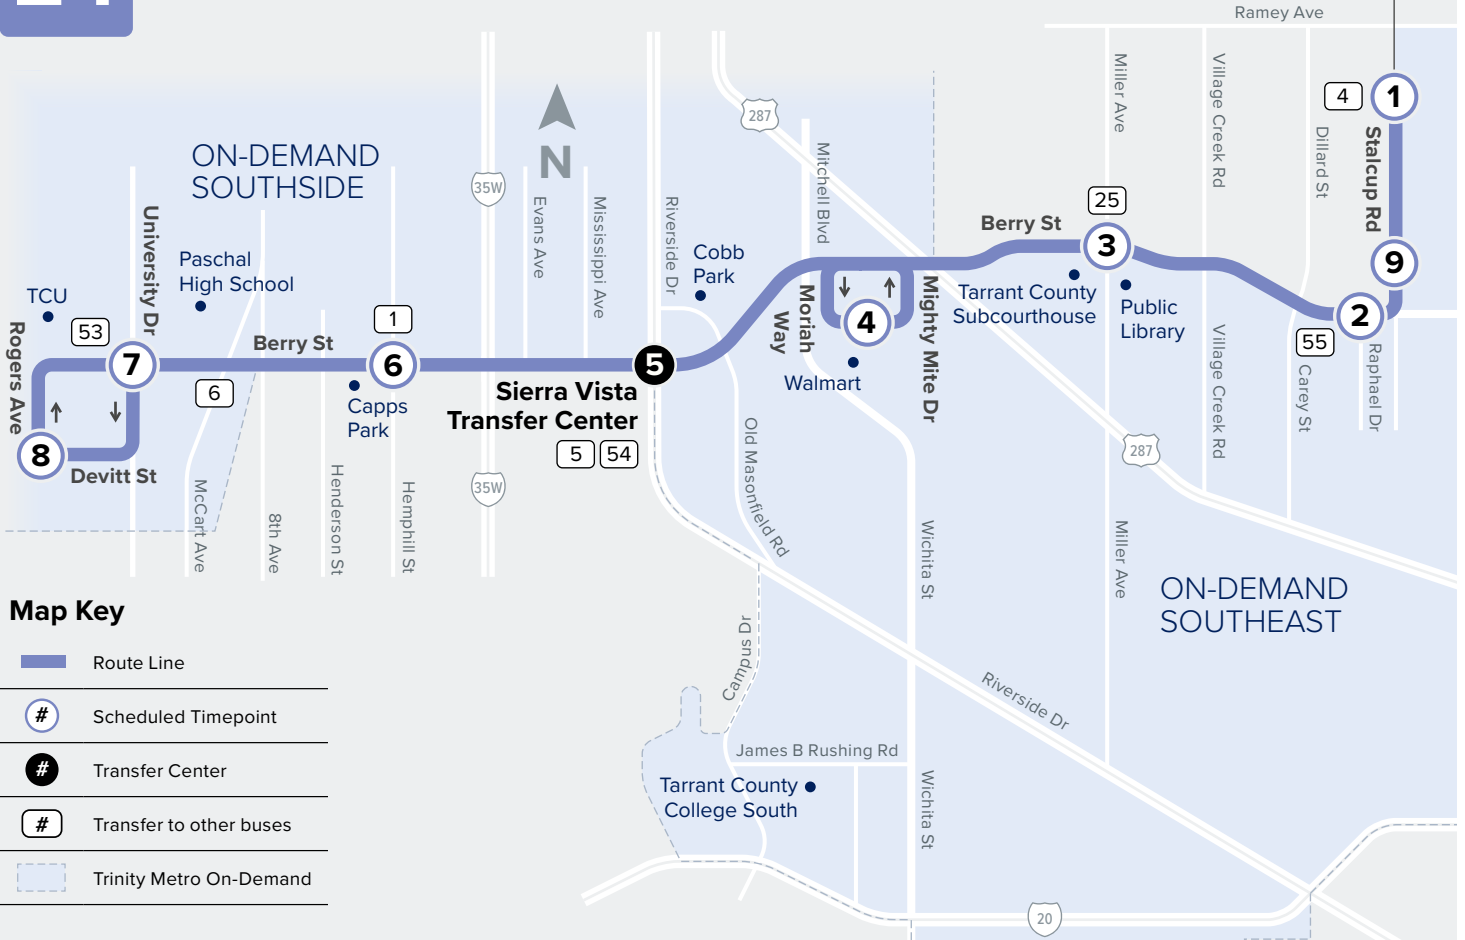 Ramey Ave
287
Miller Ave
Village Creek Rd
4
1
Dillard St
Stalcup Rd
ON-DEMAND
SOUTHSIDE
N
35W
Mitchell Blvd
25
University Dr
Evans Ave
Mississippi Ave
Riverside Dr
Berry St
3
9
Paschal
High School
Cobb
Park
TCU
Moriah
Way
4
Mighty Mite Dr
Tarrant County
Subcourthouse
Public
Library
2
55
Rogers Ave
53
7
Berry St
1
6
5
Walmart
Village Creek Rd
Carey St
Raphael Dr
6
Capps
Park
Sierra Vista
Transfer Center
5
54
8
Devitt St
35W
Old Masonfield Rd
287
McCart Ave
8th Ave
Henderson St
Hemphill St
Wichita St
Miller Ave
ON-DEMAND
SOUTHEAST
Map Key
Route Line
# Scheduled Timepoint
# Transfer Center
# Transfer to other buses
Trinity Metro On-Demand
Campus Dr
Riverside Dr
James B Rushing Rd
Tarrant County
College South
Wichita St
20